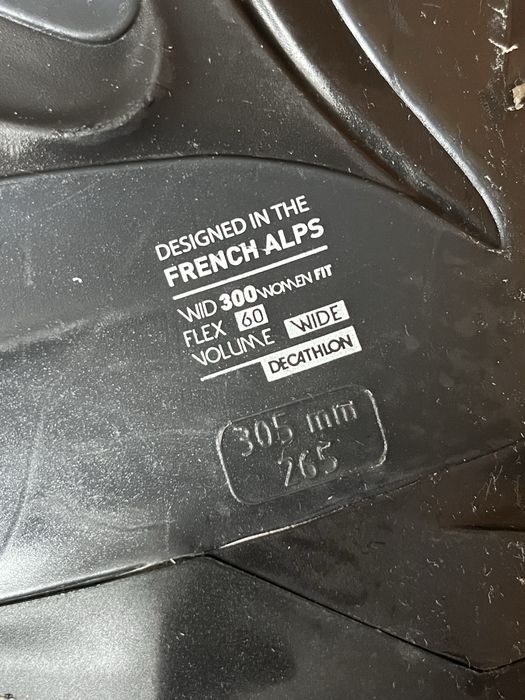 DESIGNED IN THE
FRENCH ALPS
WID 300 WOMEN FIT
FLEX 60
VOLUME WIDE
DECATHLON
305 mm
265